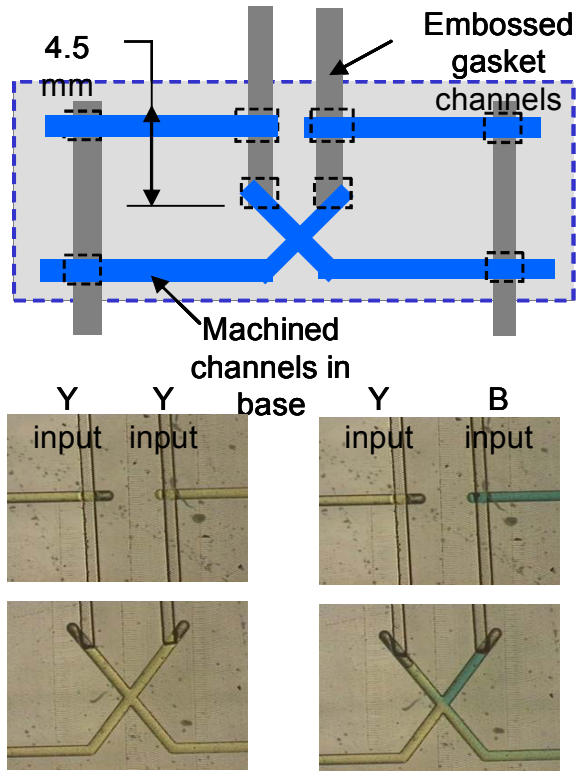 4.5
mm
Embossed
gasket
channels
Machined
channels in
base
Y Y
input input
Y B
input input